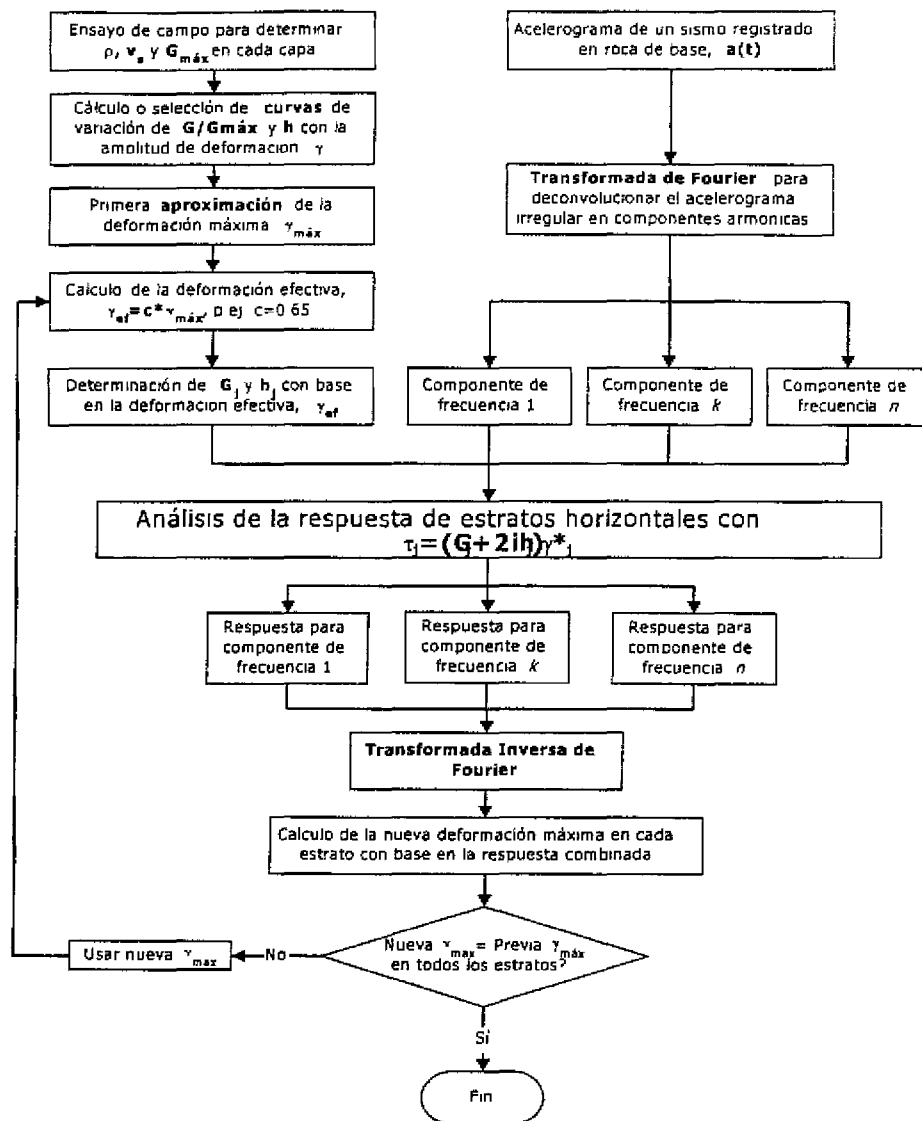 Ensayo de campo para determinar
ρ, vs y Gmáx en cada capa
Cálculo o selección de curvas de
variación de G/Gmáx y h con la
amplitud de deformacion γ
Primera aproximación de la
deformación máxima γmáx
Calculo de la deformación efectiva,
γef=c*γmáx, p ej c=0 65
Determinación de Gj y hj con base
en la deformacion efectiva, γef
Acelerograma de un sismo registrado
en roca de base, a(t)
Transformada de Fourier para
deconvolucionar el acelerograma
irregular en componentes armonicas
Componente de
frecuencia 1
Componente de
frecuencia k
Componente de
frecuencia n
Análisis de la respuesta de estratos horizontales con
τj=(Gj+2ihj)γ*j
Respuesta para
componente de
frecuencia 1
Respuesta para
componente de
frecuencia k
Respuesta para
componente de
frecuencia n
Transformada Inversa de
Fourier
Calculo de la nueva deformación máxima en cada
estrato con base en la respuesta combinada
Nueva γmax= Previa γmáx
en todos los estratos?
No
Usar nueva γmax
Sí
Fin